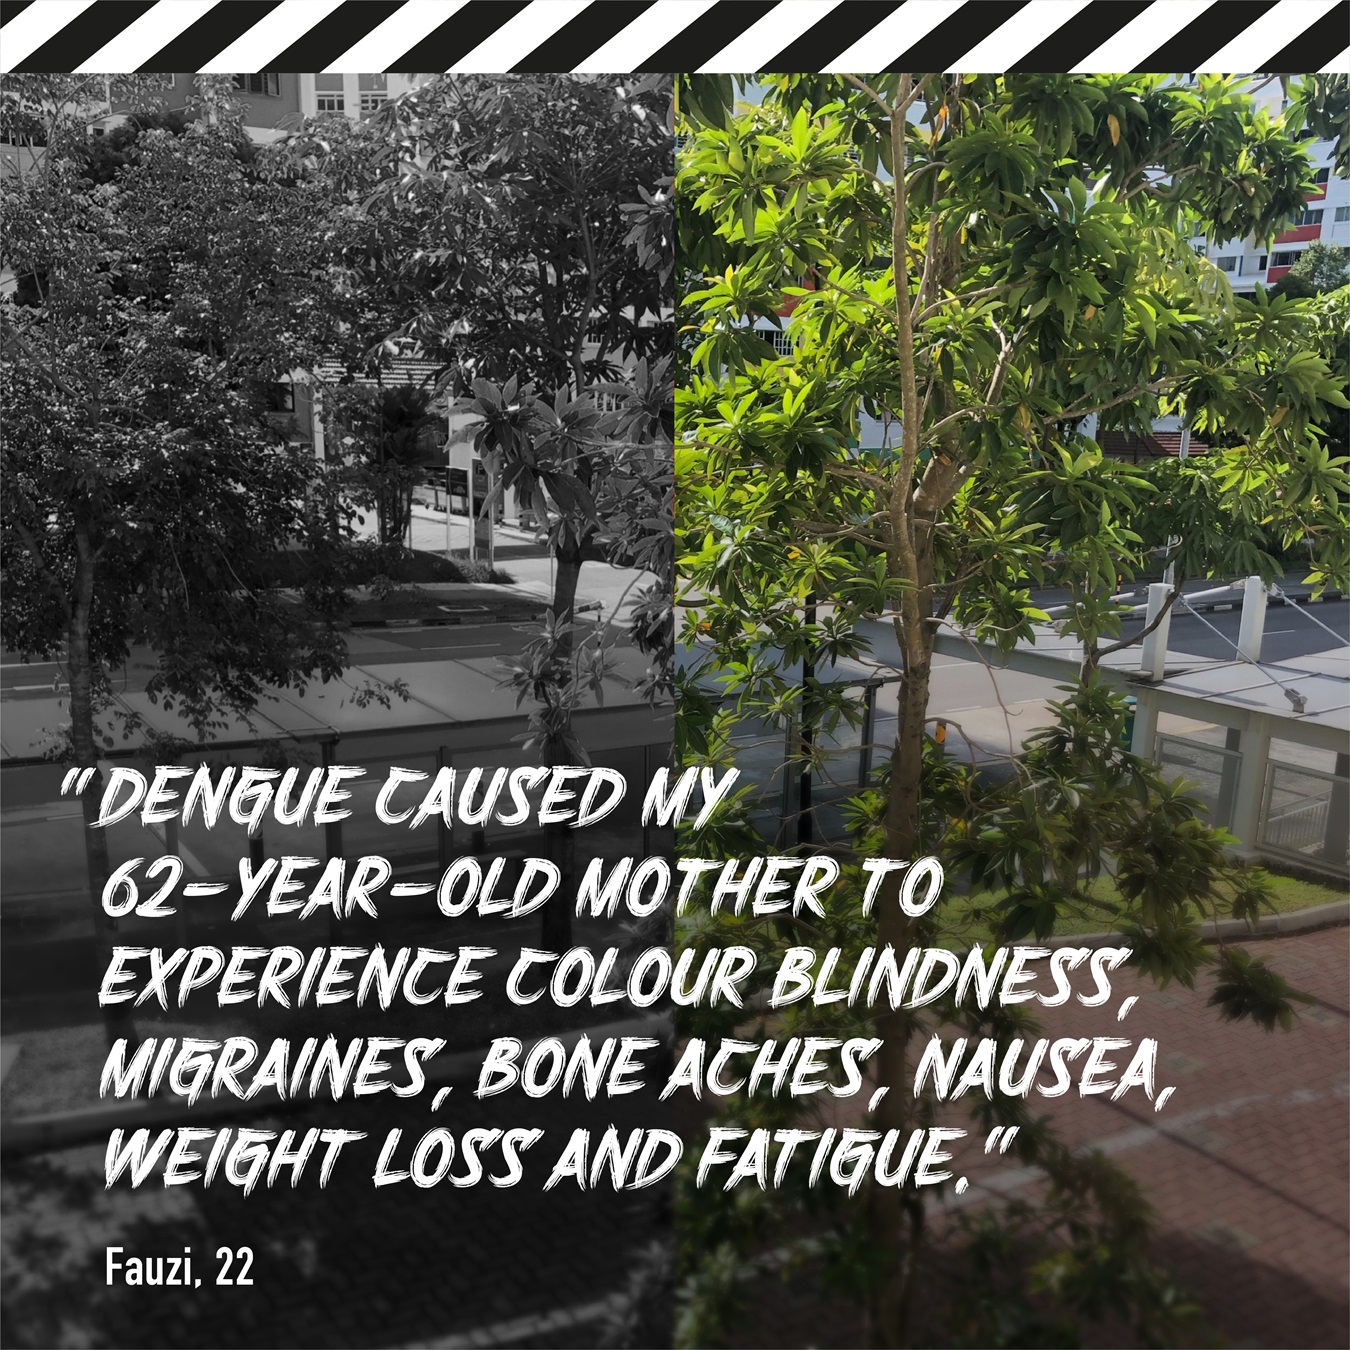 "DENGUE CAUSED MY
62-YEAR-OLD MOTHER TO
EXPERIENCE COLOUR BLINDNESS,
MIGRAINES, BONE ACHES, NAUSEA,
WEIGHT LOSS AND FATIGUE."
Fauzi, 22